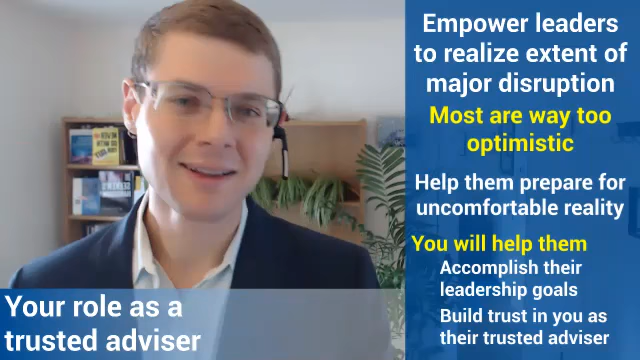 Empower leaders
to realize extent of
major disruption
Most are way too
optimistic
Help them prepare for
uncomfortable reality
You will help them
Accomplish their
leadership goals
Build trust in you as
their trusted adviser
Your role as a
trusted adviser